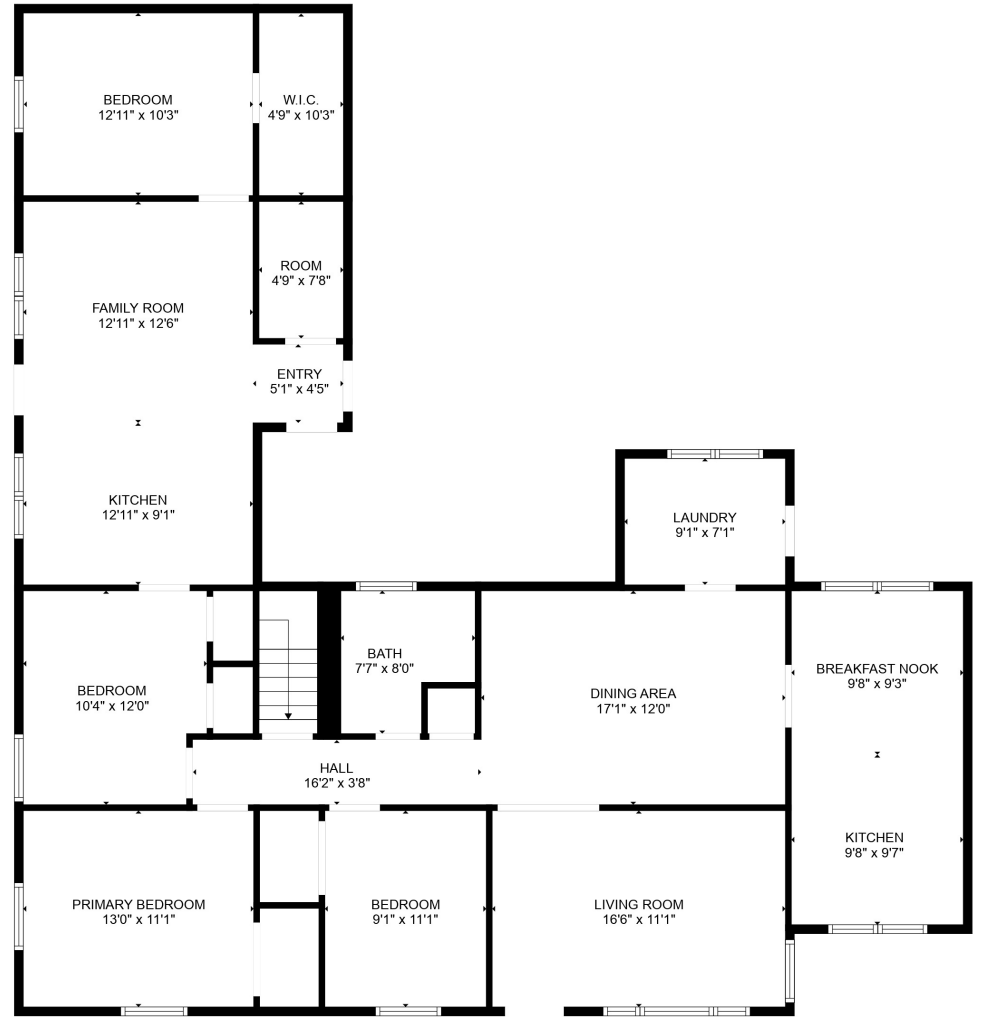 BEDROOM
12'11" x 10'3"
W.I.C.
4'9" x 10'3"
ROOM
4'9" x 7'8"
FAMILY ROOM
12'11" x 12'6"
ENTRY
5'1" x 4'5"
KITCHEN
12'11" x 9'1"
LAUNDRY
9'1" x 7'1"
BATH
7'7" x 8'0"
BEDROOM
10'4" x 12'0"
DINING AREA
17'1" x 12'0"
BREAKFAST NOOK
9'8" x 9'3"
HALL
16'2" x 3'8"
KITCHEN
9'8" x 9'7"
PRIMARY BEDROOM
13'0" x 11'1"
BEDROOM
9'1" x 11'1"
LIVING ROOM
16'6" x 11'1"